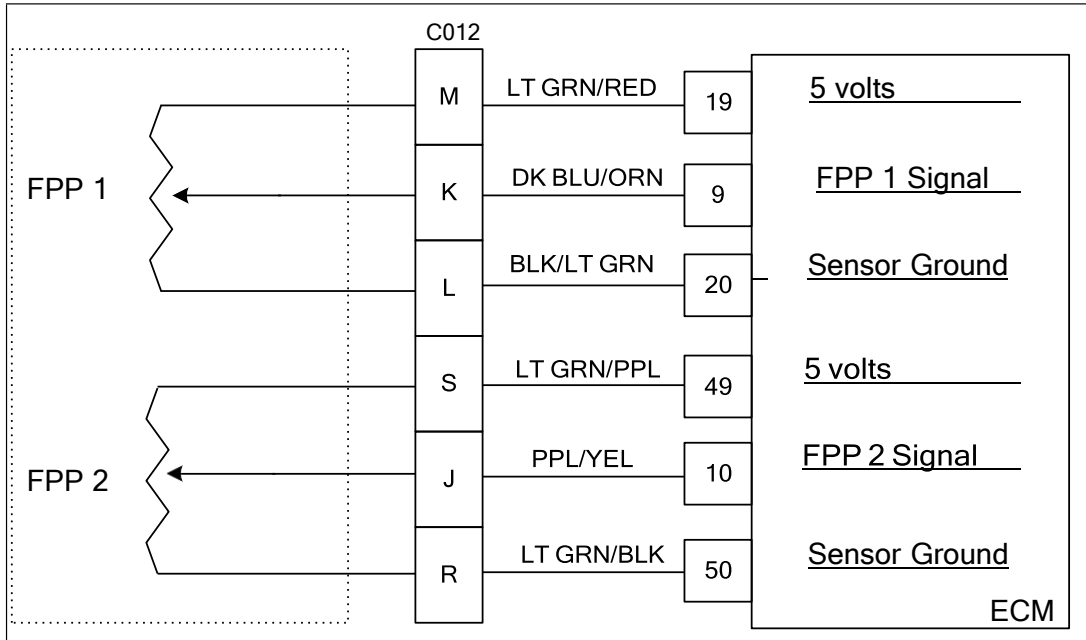 C012
FPP 1
M LT GRN/RED 19 5 volts
K DK BLU/ORN 9 FPP 1 Signal
L BLK/LT GRN 20 Sensor Ground
FPP 2
S LT GRN/PPL 49 5 volts
J PPL/YEL 10 FPP 2 Signal
R LT GRN/BLK 50 Sensor Ground
ECM